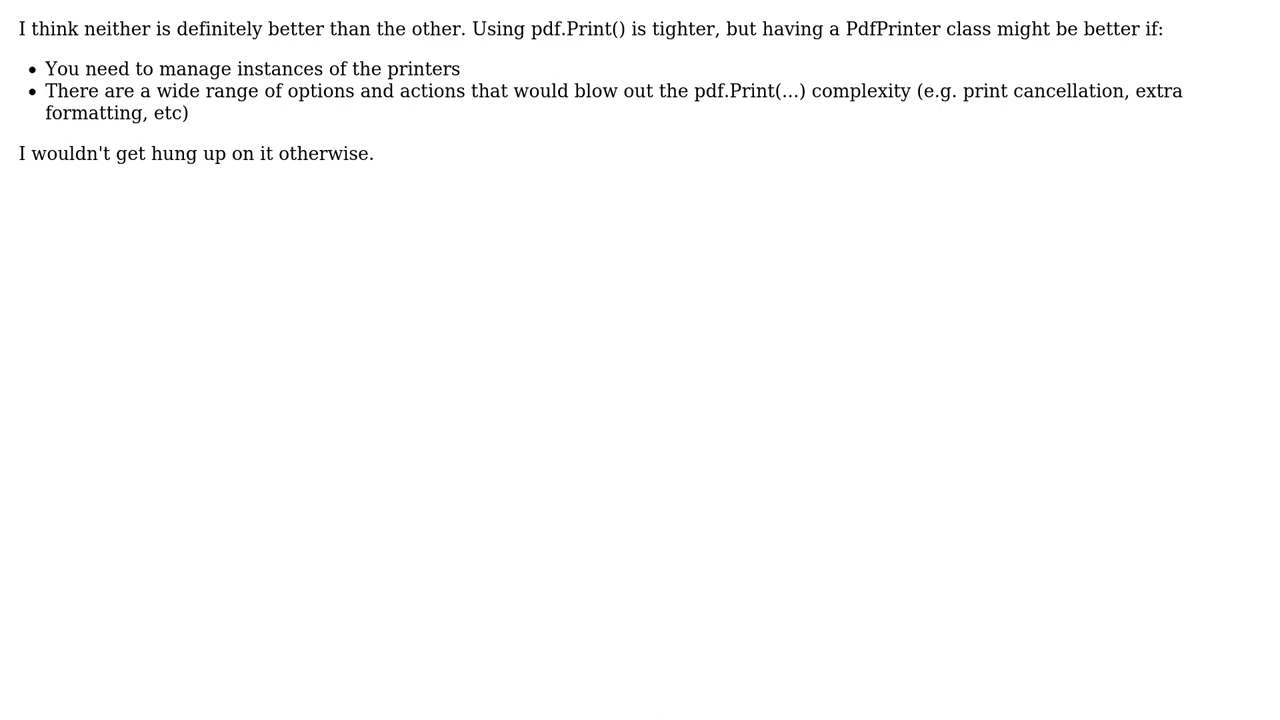 I think neither is definitely better than the other. Using pdf.Print() is tighter, but having a PdfPrinter class might be better if:
• You need to manage instances of the printers
• There are a wide range of options and actions that would blow out the pdf.Print(...) complexity (e.g. print cancellation, extra
formatting, etc)
I wouldn't get hung up on it otherwise.